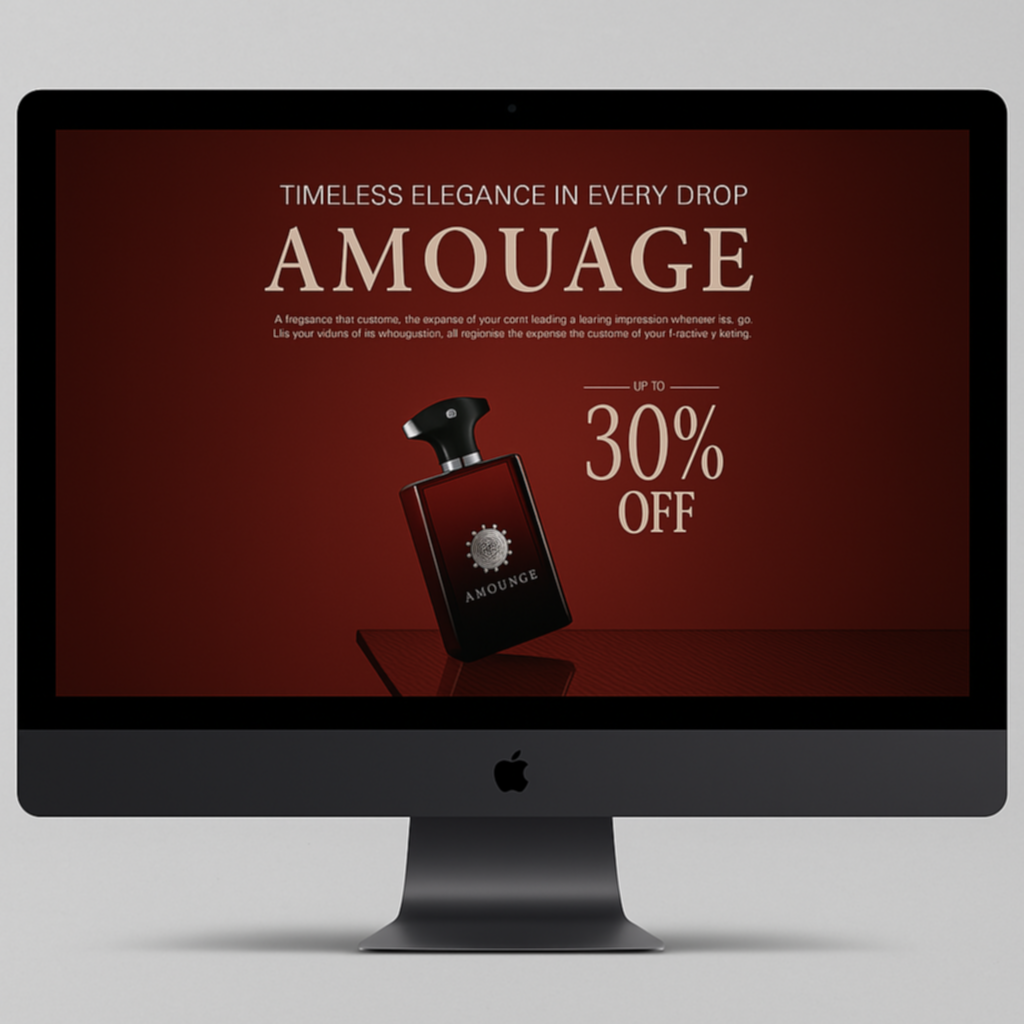 TIMELESS ELEGANCE IN EVERY DROP
AMOUAGE
A fregsance that custome, the expanse of your cornt leading a learing impression whenerer iss. go.
Llis your viduns of iis whougustion, all regionise the expense the custome of your f-ractive y keting.
UP TO
30%
OFF
AMOUNGE